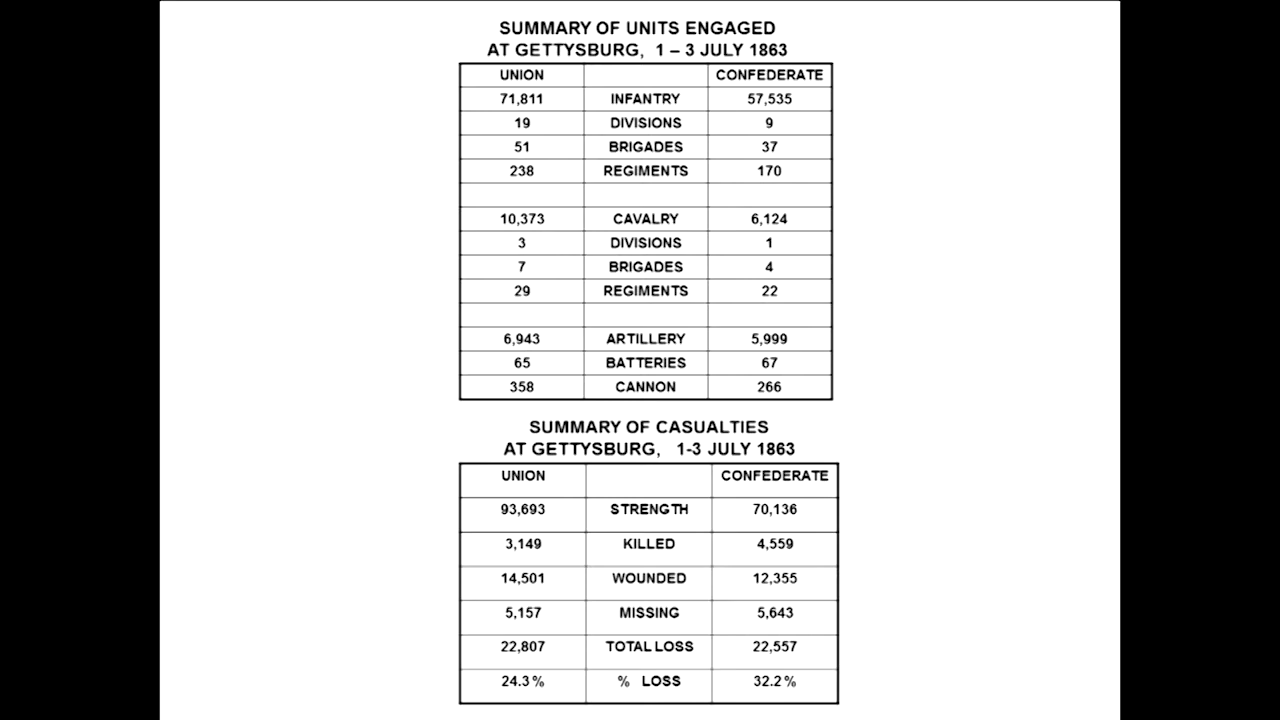 SUMMARY OF UNITS ENGAGED
AT GETTYSBURG, 1 – 3 JULY 1863
UNION CONFEDERATE
71,811 INFANTRY 57,535
19 DIVISIONS 9
51 BRIGADES 37
238 REGIMENTS 170
10,373 CAVALRY 6,124
3 DIVISIONS 1
7 BRIGADES 4
29 REGIMENTS 22
6,943 ARTILLERY 5,999
65 BATTERIES 67
358 CANNON 266
SUMMARY OF CASUALTIES
AT GETTYSBURG, 1-3 JULY 1863
UNION CONFEDERATE
93,693 STRENGTH 70,136
3,149 KILLED 4,559
14,501 WOUNDED 12,355
5,157 MISSING 5,643
22,807 TOTAL LOSS 22,557
24.3 % % LOSS 32.2 %